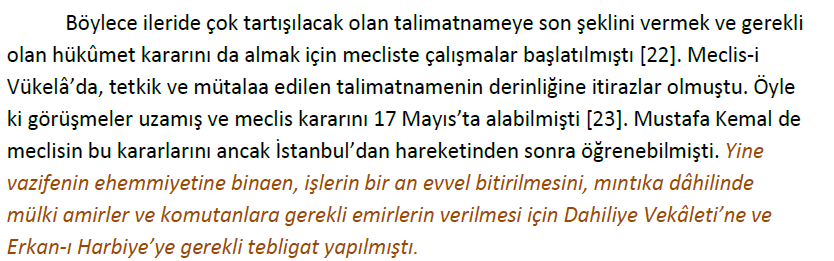 Böylece ileride çok tartışılacak olan talimatnameye son şeklini vermek ve gerekli
olan hükûmet kararını da almak için mecliste çalışmalar başlatılmıştı [22]. Meclis-i
Vükelâ’da, tetkik ve mütalaa edilen talimatnamenin derinliğine itirazlar olmuştu. Öyle
ki görüşmeler uzamış ve meclis kararını 17 Mayıs’ta alabilmişti [23]. Mustafa Kemal de
meclisin bu kararlarını ancak İstanbul’dan hareketinden sonra öğrenebilmişti. Yine
vazifenin ehemmiyetine binaen, işlerin bir an evvel bitirilmesini, mıntıka dâhilinde
mülki amirler ve komutanlara gerekli emirlerin verilmesi için Dahiliye Vekâleti’ne ve
Erkan-ı Harbiye’ye gerekli tebligat yapılmıştı.